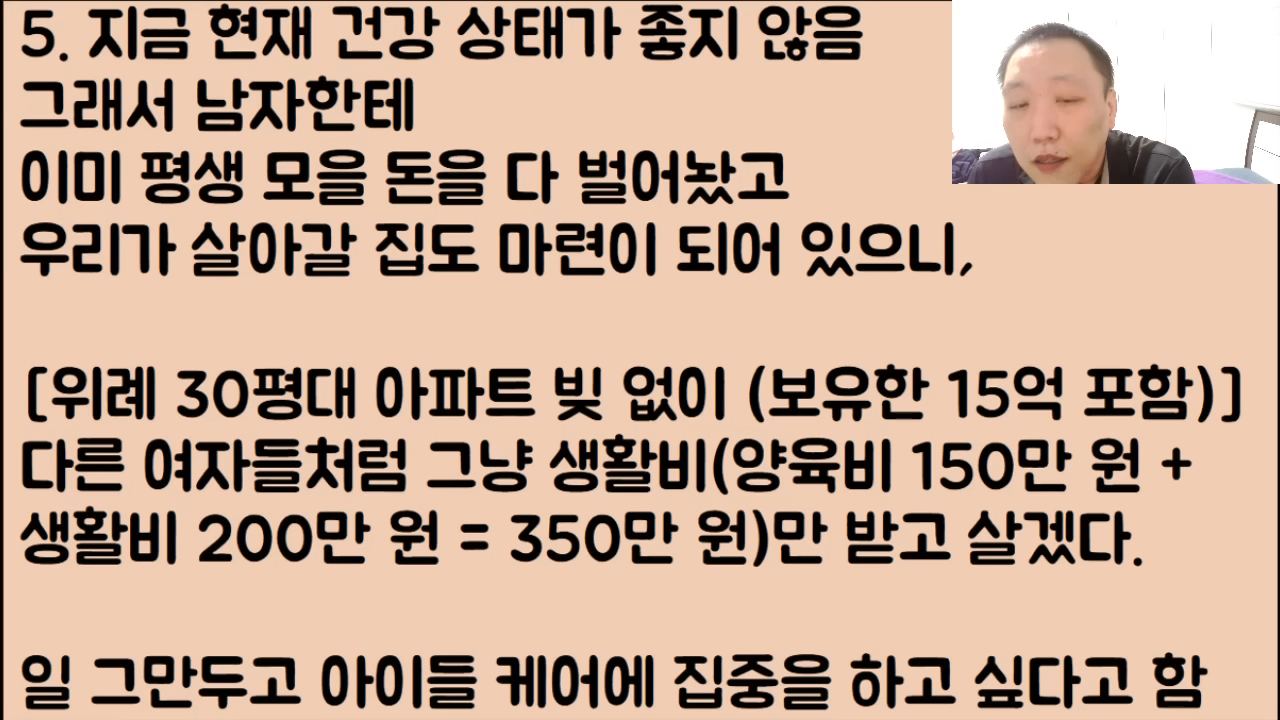 5. 지금 현재 건강 상태가 좋지 않음
그래서 남자한테
이미 평생 모을 돈을 다 벌어놨고
우리가 살아갈 집도 마련이 되어 있으니,
[위례 30평대 아파트 빚 없이 (보유한 15억 포함)]
다른 여자들처럼 그냥 생활비(양육비 150만 원 +
생활비 200만 원 = 350만 원)만 받고 살겠다.
일 그만두고 아이들 케어에 집중을 하고 싶다고 함